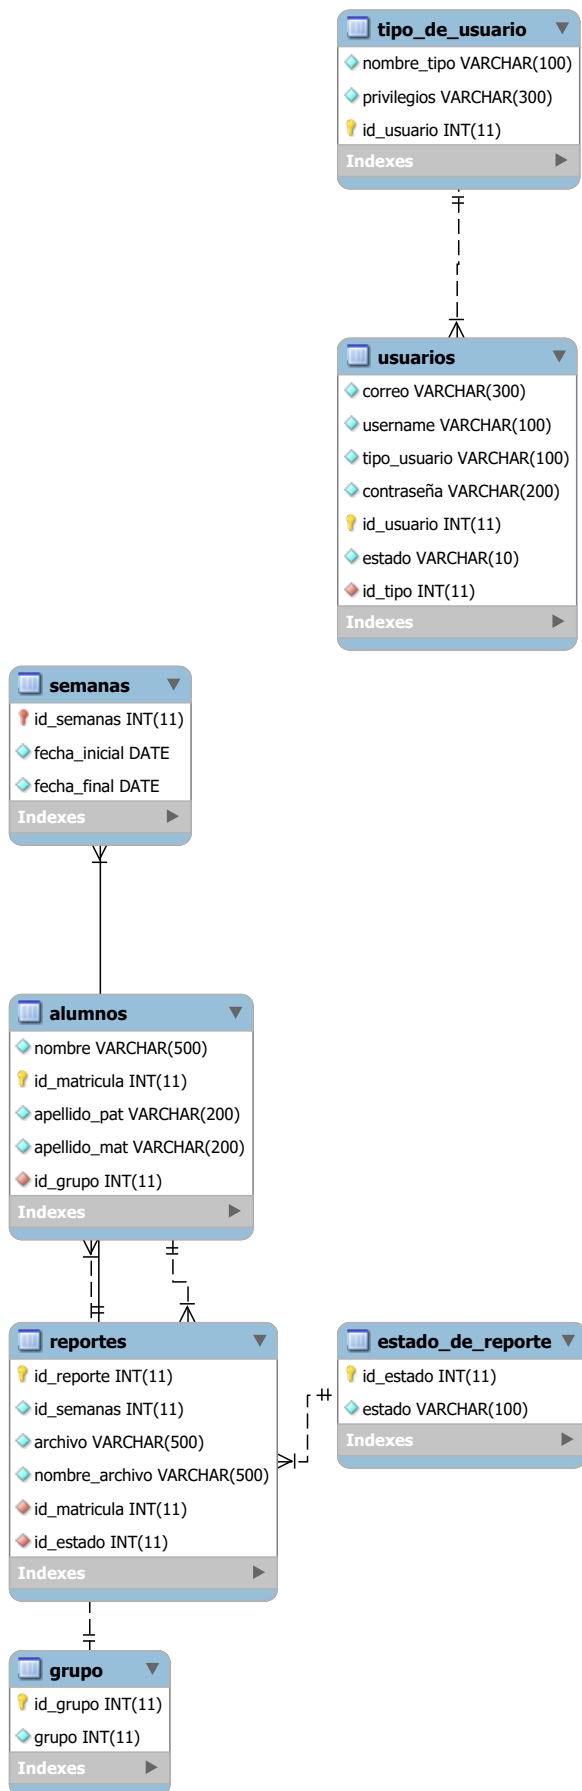 tipo_de_usuario
nombre_tipo VARCHAR(100)
privilegios VARCHAR(300)
id_usuario INT(11)
Indexes
usuarios
correo VARCHAR(300)
username VARCHAR(100)
tipo_usuario VARCHAR(100)
contraseña VARCHAR(200)
id_usuario INT(11)
estado VARCHAR(10)
id_tipo INT(11)
Indexes
semanas
id_semanas INT(11)
fecha_inicial DATE
fecha_final DATE
Indexes
alumnos
nombre VARCHAR(500)
id_matricula INT(11)
apellido_pat VARCHAR(200)
apellido_mat VARCHAR(200)
id_grupo INT(11)
Indexes
reportes
id_reporte INT(11)
id_semanas INT(11)
archivo VARCHAR(500)
nombre_archivo VARCHAR(500)
id_matricula INT(11)
id_estado INT(11)
Indexes
estado_de_reporte
id_estado INT(11)
estado VARCHAR(100)
Indexes
grupo
id_grupo INT(11)
grupo INT(11)
Indexes